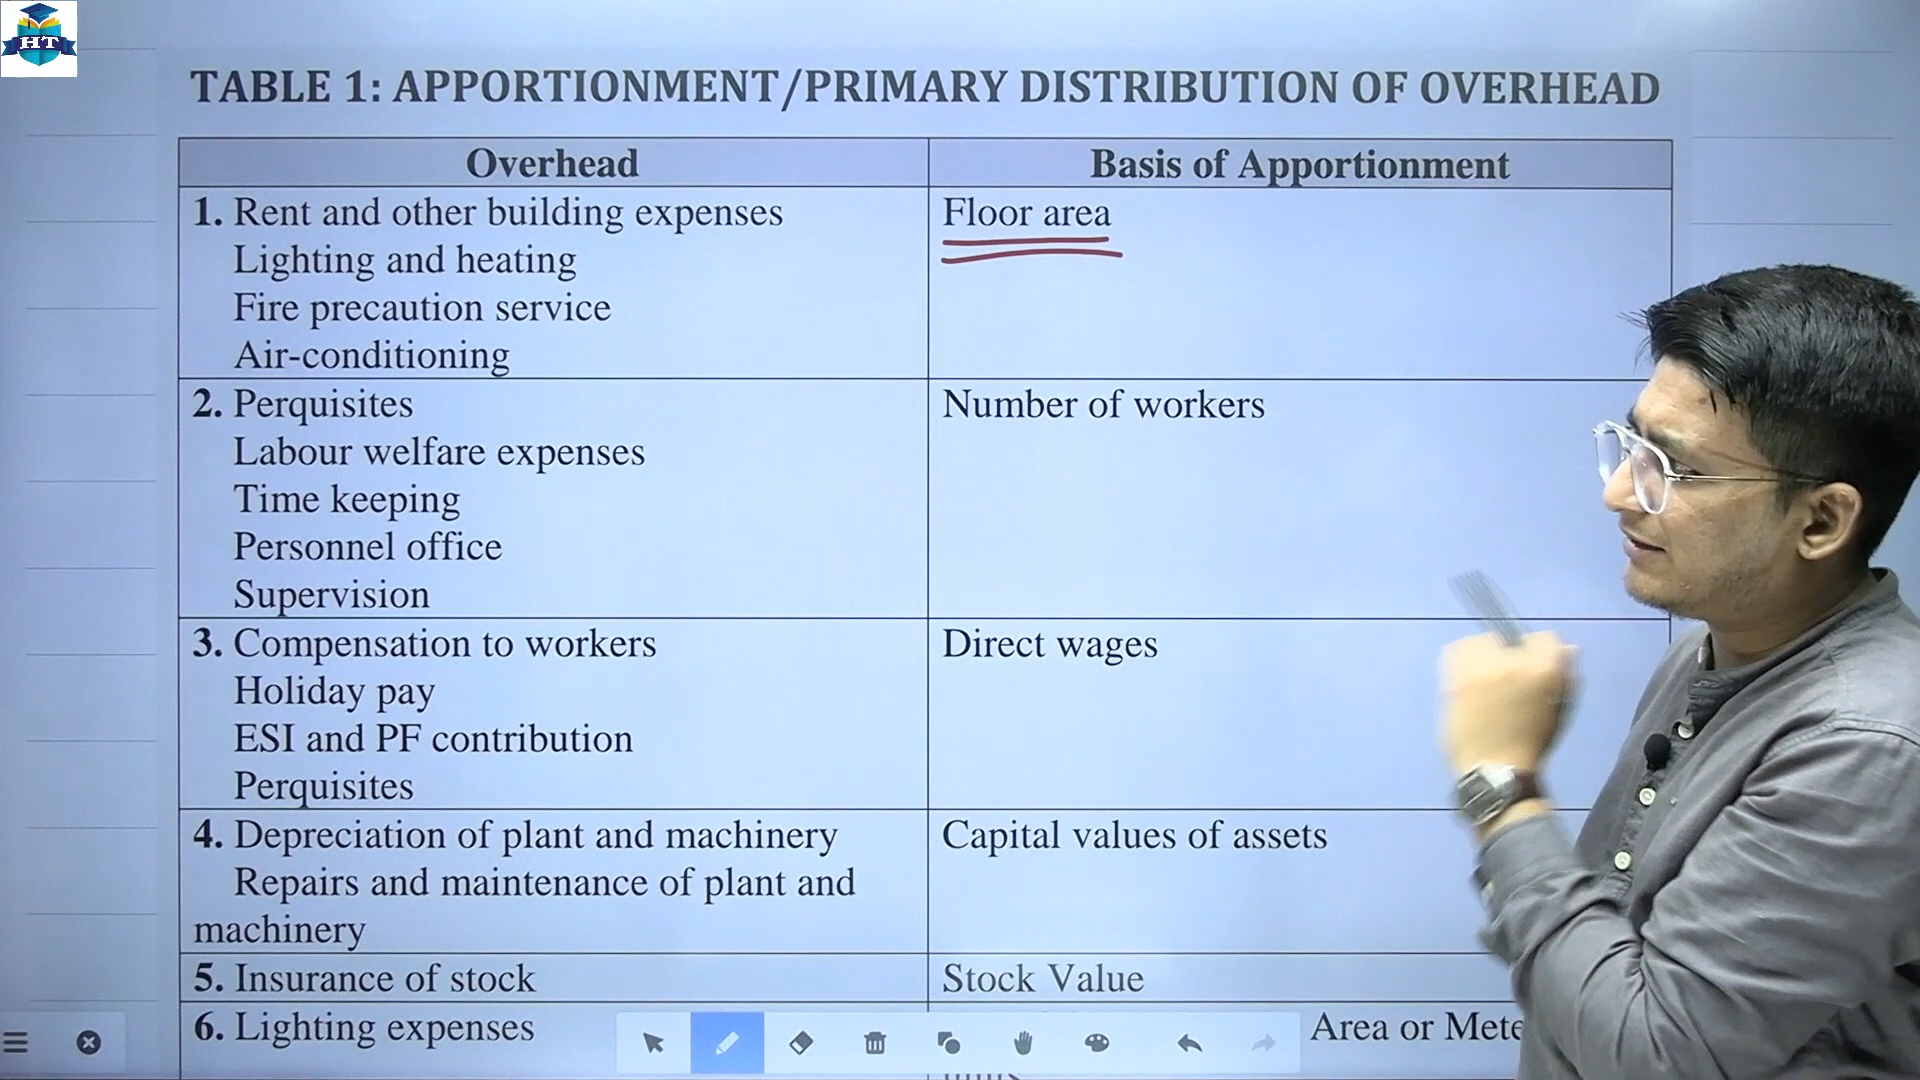 HT
TABLE 1: APPORTIONMENT/PRIMARY DISTRIBUTION OF OVERHEAD
Overhead
Basis of Apportionment
1. Rent and other building expenses
Floor area
Lighting and heating
Fire precaution service
Air-conditioning
2. Perquisites
Number of workers
Labour welfare expenses
Time keeping
Personnel office
Supervision
3. Compensation to workers
Direct wages
Holiday pay
ESI and PF contribution
Perquisites
4. Depreciation of plant and machinery
Capital values of assets
Repairs and maintenance of plant and
machinery
5. Insurance of stock
Stock Value
6. Lighting expenses
Area or